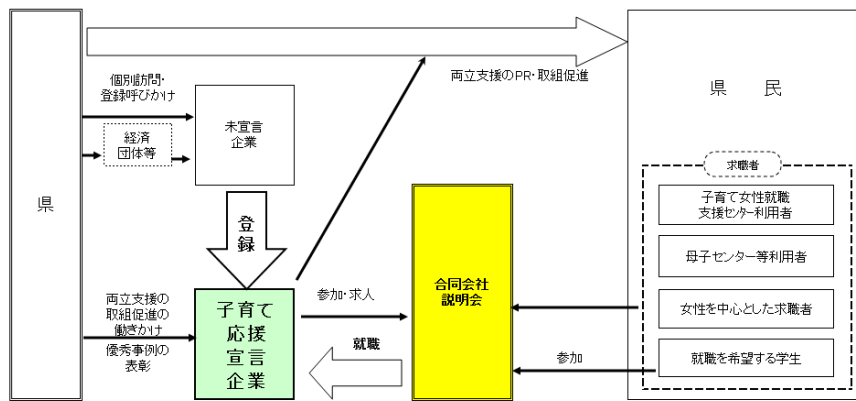 県
個別訪問・
登録呼びかけ
経済
団体等
未宣言
企業
登録
両立支援の
取組促進の
働きかけ
優秀事例の
表彰
子育て
応援
宣言
企業
両立支援のPR・取組促進
参加・求人
就職
合同会社
説明会
参加
県　民
求職者
子育て女性就職
支援センター利用者
母子センター等利用者
女性を中心とした求職者
就職を希望する学生